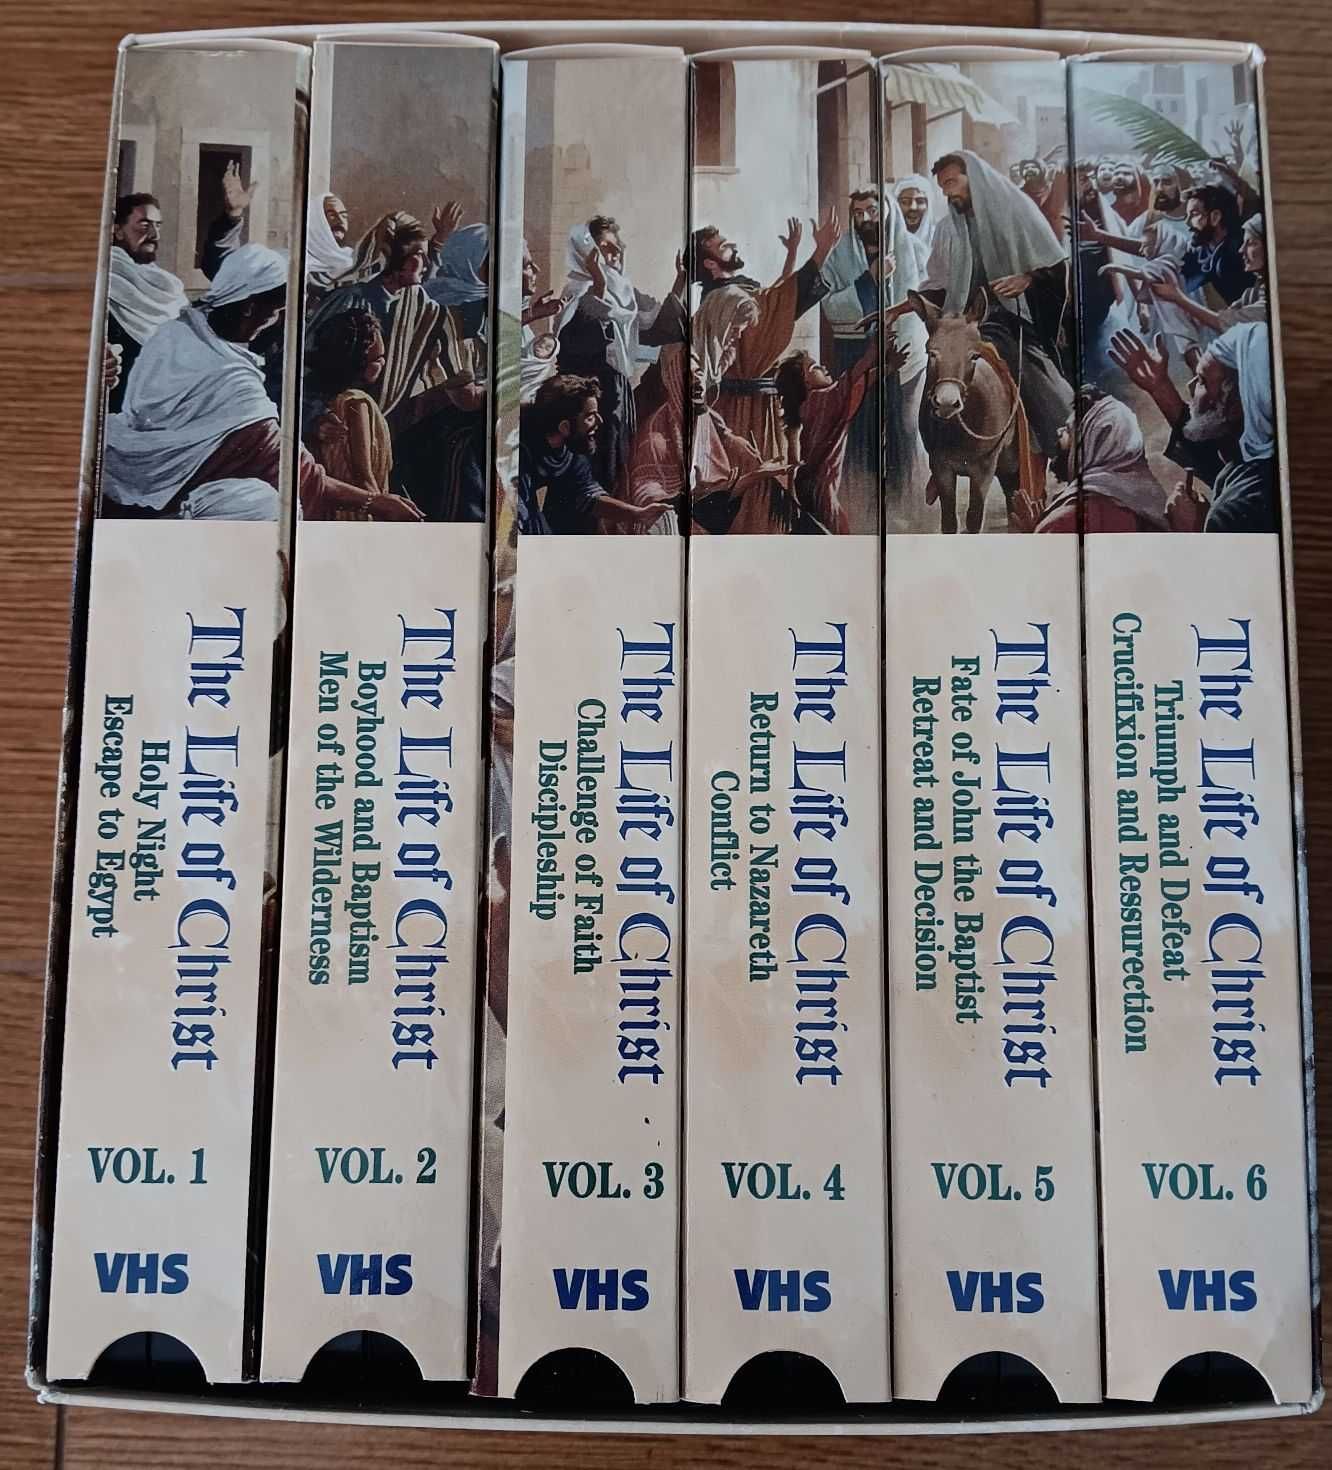 The Life of Christ
Holy Night
Escape to Egypt
VOL. 1
VHS
The Life of Christ
Boyhood and Baptism
Men of the Wilderness
VOL. 2
VHS
The Life of Christ
Challenge of Faith
Discipleship
VOL. 3
VHS
The Life of Christ
Return to Nazareth
Conflict
VOL. 4
VHS
The Life of Christ
Fate of John the Baptist
Retreat and Decision
VOL. 5
VHS
The Life of Christ
Triumph and Defeat
Crucifixion and Ressurection
VOL. 6
VHS